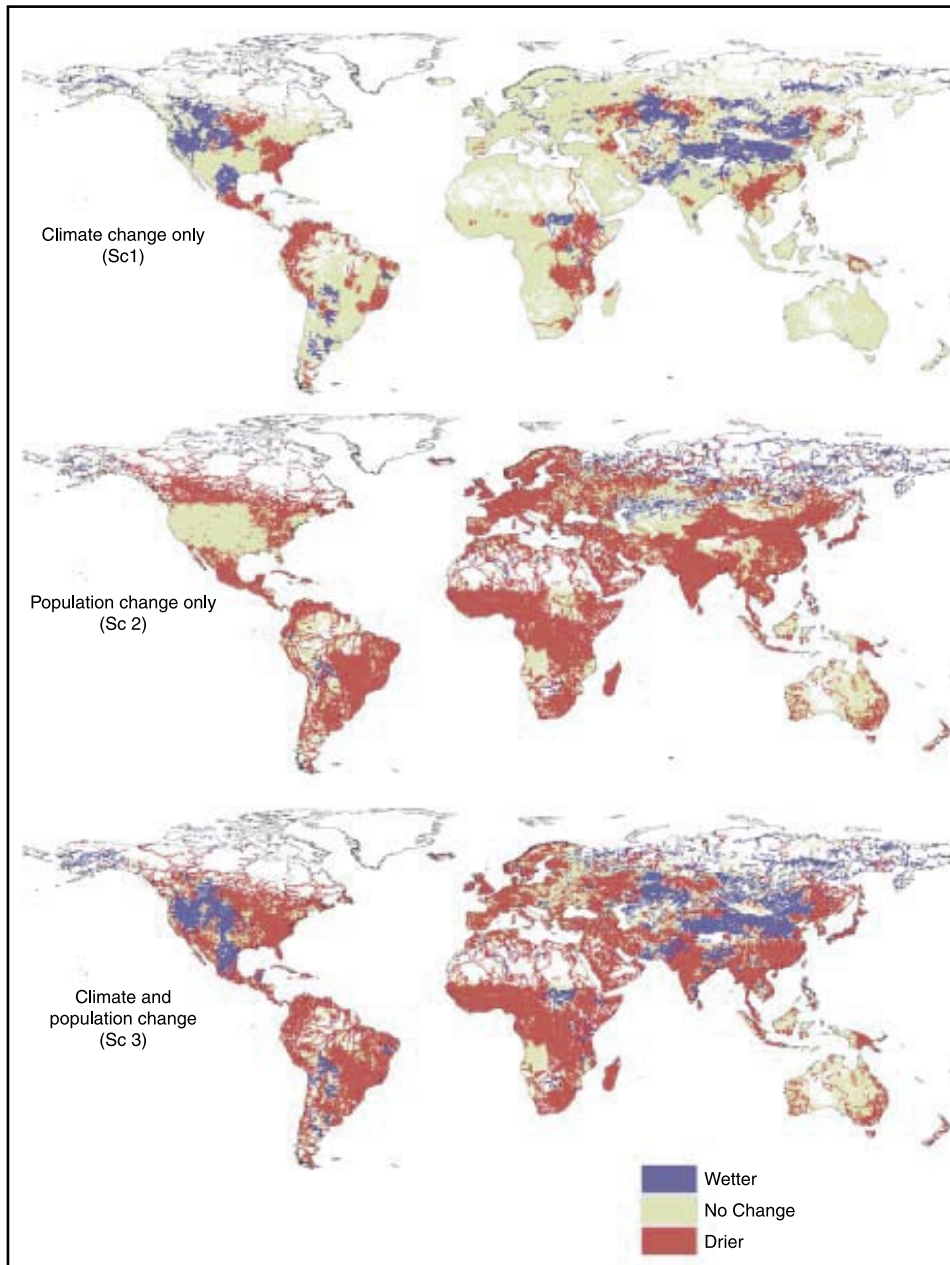 Climate change only
(Sc1)
Population change only
(Sc 2)
Climate and
population change
(Sc 3)
Wetter
No Change
Drier